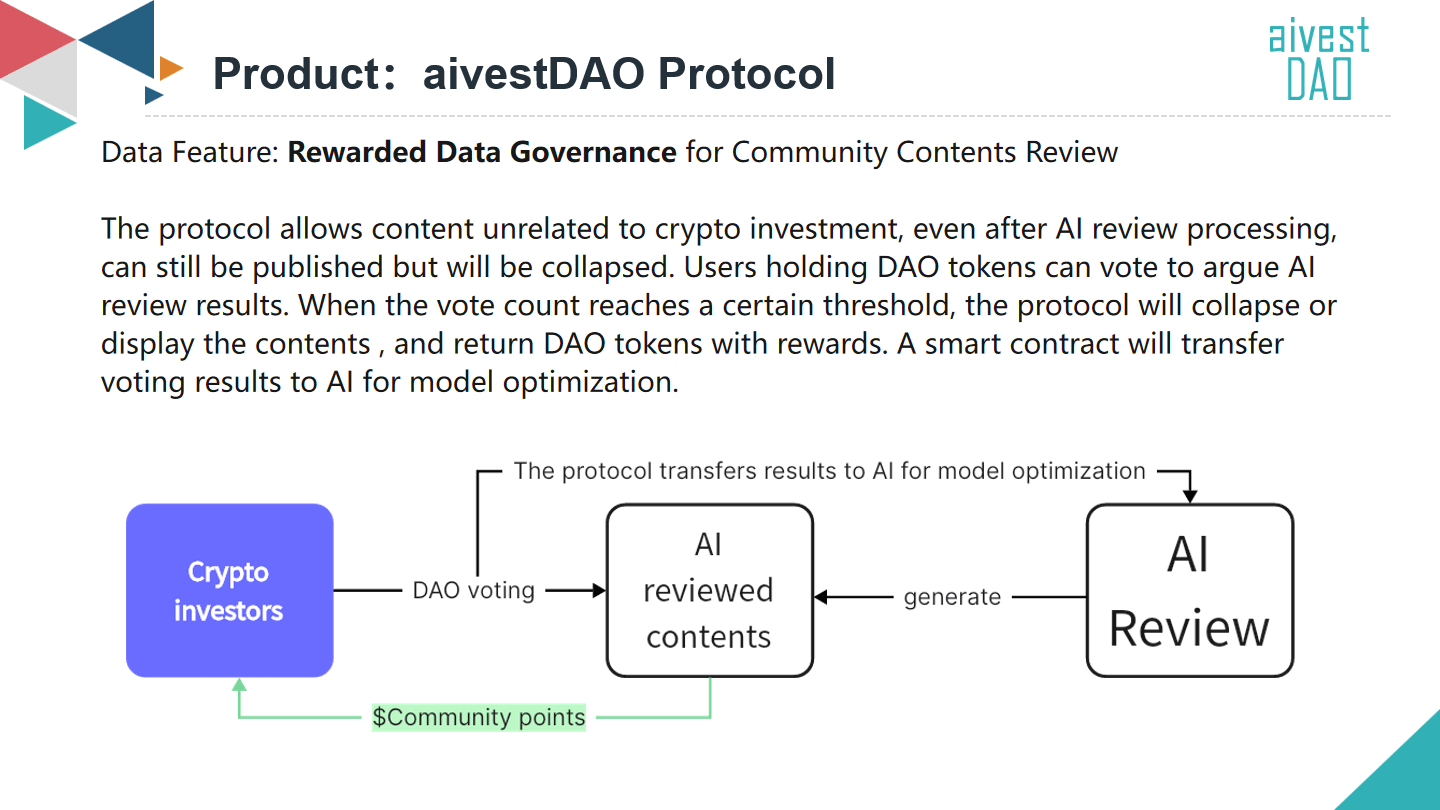 aivest
DAO
Product：aivestDAO Protocol
Data Feature: Rewarded Data Governance for Community Contents Review
The protocol allows content unrelated to crypto investment, even after AI review processing,
can still be published but will be collapsed. Users holding DAO tokens can vote to argue AI
review results. When the vote count reaches a certain threshold, the protocol will collapse or
display the contents , and return DAO tokens with rewards. A smart contract will transfer
voting results to AI for model optimization.
The protocol transfers results to AI for model optimization
Crypto
investors
DAO voting
AI
reviewed
contents
generate
AI
Review
$Community points